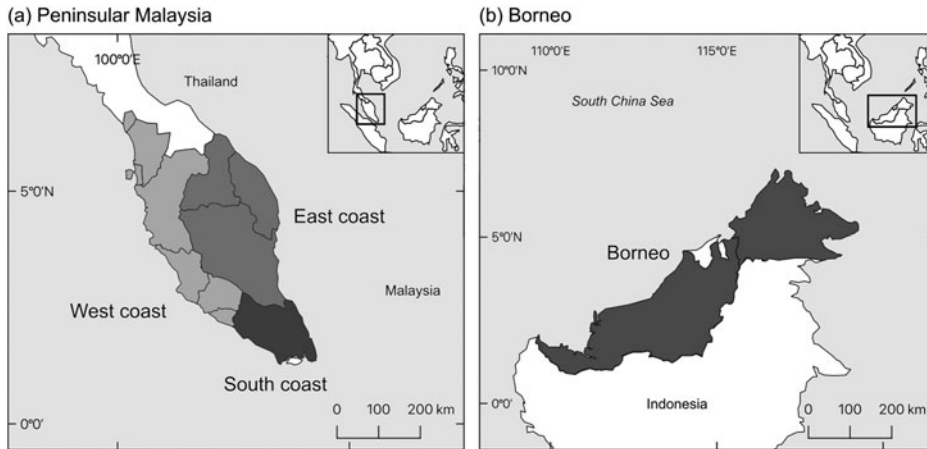 (a) Peninsular Malaysia
100°0'E
Thailand
5°0'N
East coast
Malaysia
West coast
South coast
0°0'
0 100 200 km
(b) Borneo
110°0'E 115°0'E
10°0'N
South China Sea
5°0'N
Borneo
Indonesia
0°0'
0 100 200 km